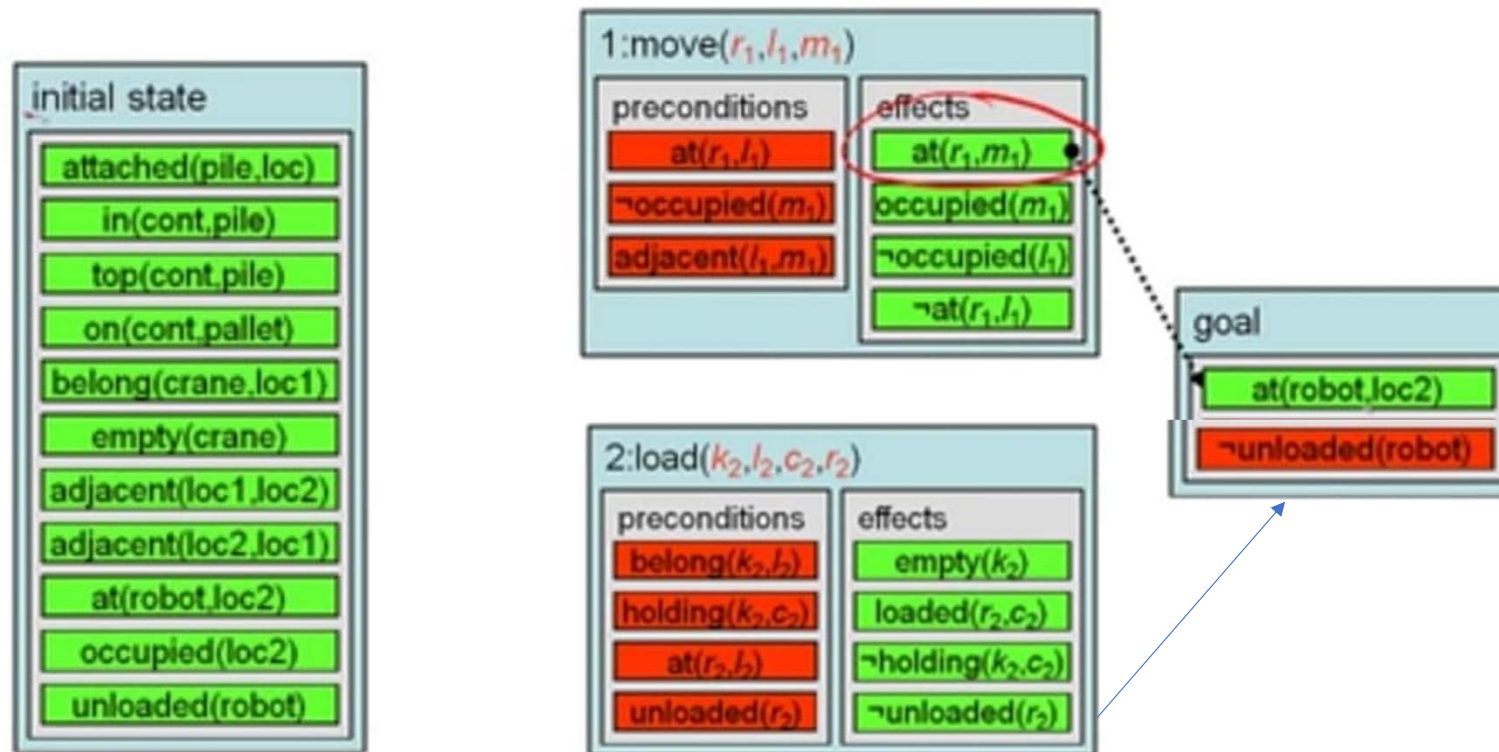 initial state
attached(pile,loc)
in(cont,pile)
top(cont,pile)
on(cont,pallet)
belong(crane,loc1)
empty(crane)
adjacent(loc1,loc2)
adjacent(loc2,loc1)
at(robot,loc2)
occupied(loc2)
unloaded(robot)
1:move(r₁,l₁,m₁)
preconditions
at(r₁,l₁)
¬occupied(m₁)
adjacent(l₁,m₁)
effects
at(r₁,m₁)
occupied(m₁)
¬occupied(l₁)
¬at(r₁,l₁)
2:load(k₂,l₂,c₂,r₂)
preconditions
belong(k₂,l₂)
holding(k₂,c₂)
at(r₂,l₂)
unloaded(r₂)
effects
empty(k₂)
loaded(r₂,c₂)
¬holding(k₂,c₂)
¬unloaded(r₂)
goal
at(robot,loc2)
¬unloaded(robot)